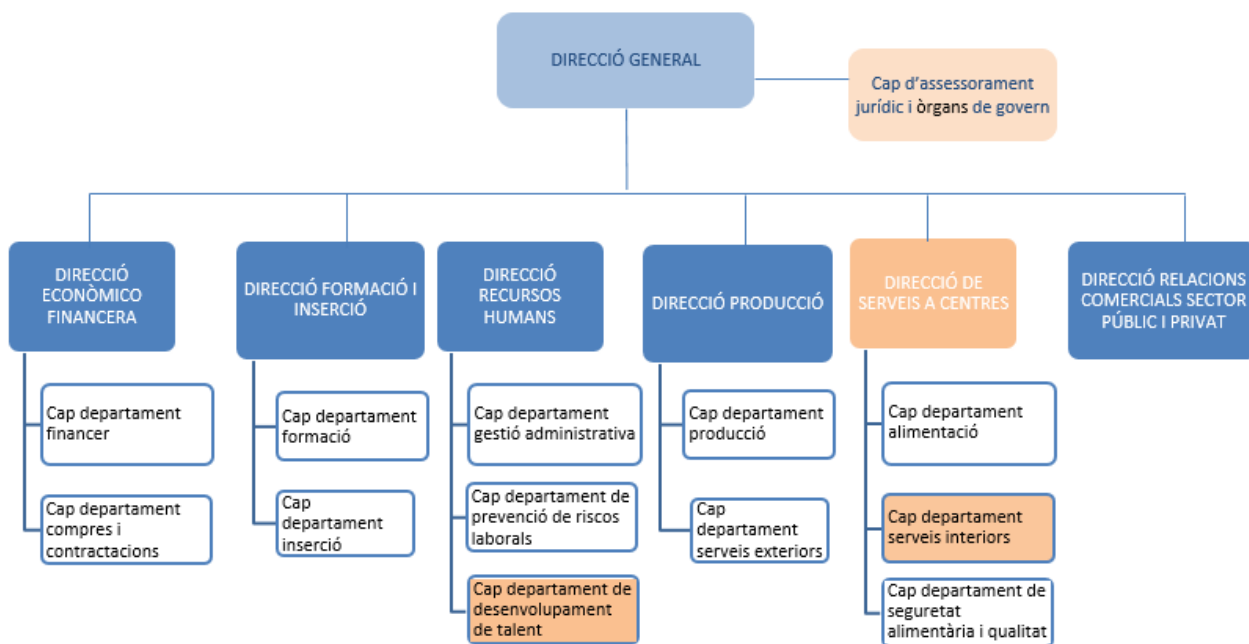 DIRECCIÓ GENERAL
Cap d'assessorament
jurídic i òrgans de govern
DIRECCIÓ
ECONÒMICO
FINANCERA
DIRECCIÓ FORMACIÓ I
INSERCIÓ
DIRECCIÓ
RECURSOS
HUMANS
DIRECCIÓ PRODUCCIÓ
DIRECCIÓ DE
SERVEIS A CENTRES
DIRECCIÓ RELACIONS
COMERCIALS SECTOR
PÚBLIC I PRIVAT
Cap departament
financer
Cap departament
compres i
contractacions
Cap departament
formació
Cap
departament
inserció
Cap departament
gestió administrativa
Cap departament de
prevenció de riscos
laborals
Cap departament de
desenvolupament
de talent
Cap departament
producció
Cap
departament
serveis exteriors
Cap departament
alimentació
Cap departament
serveis interiors
Cap departament de
seguretat
alimentària i qualitat